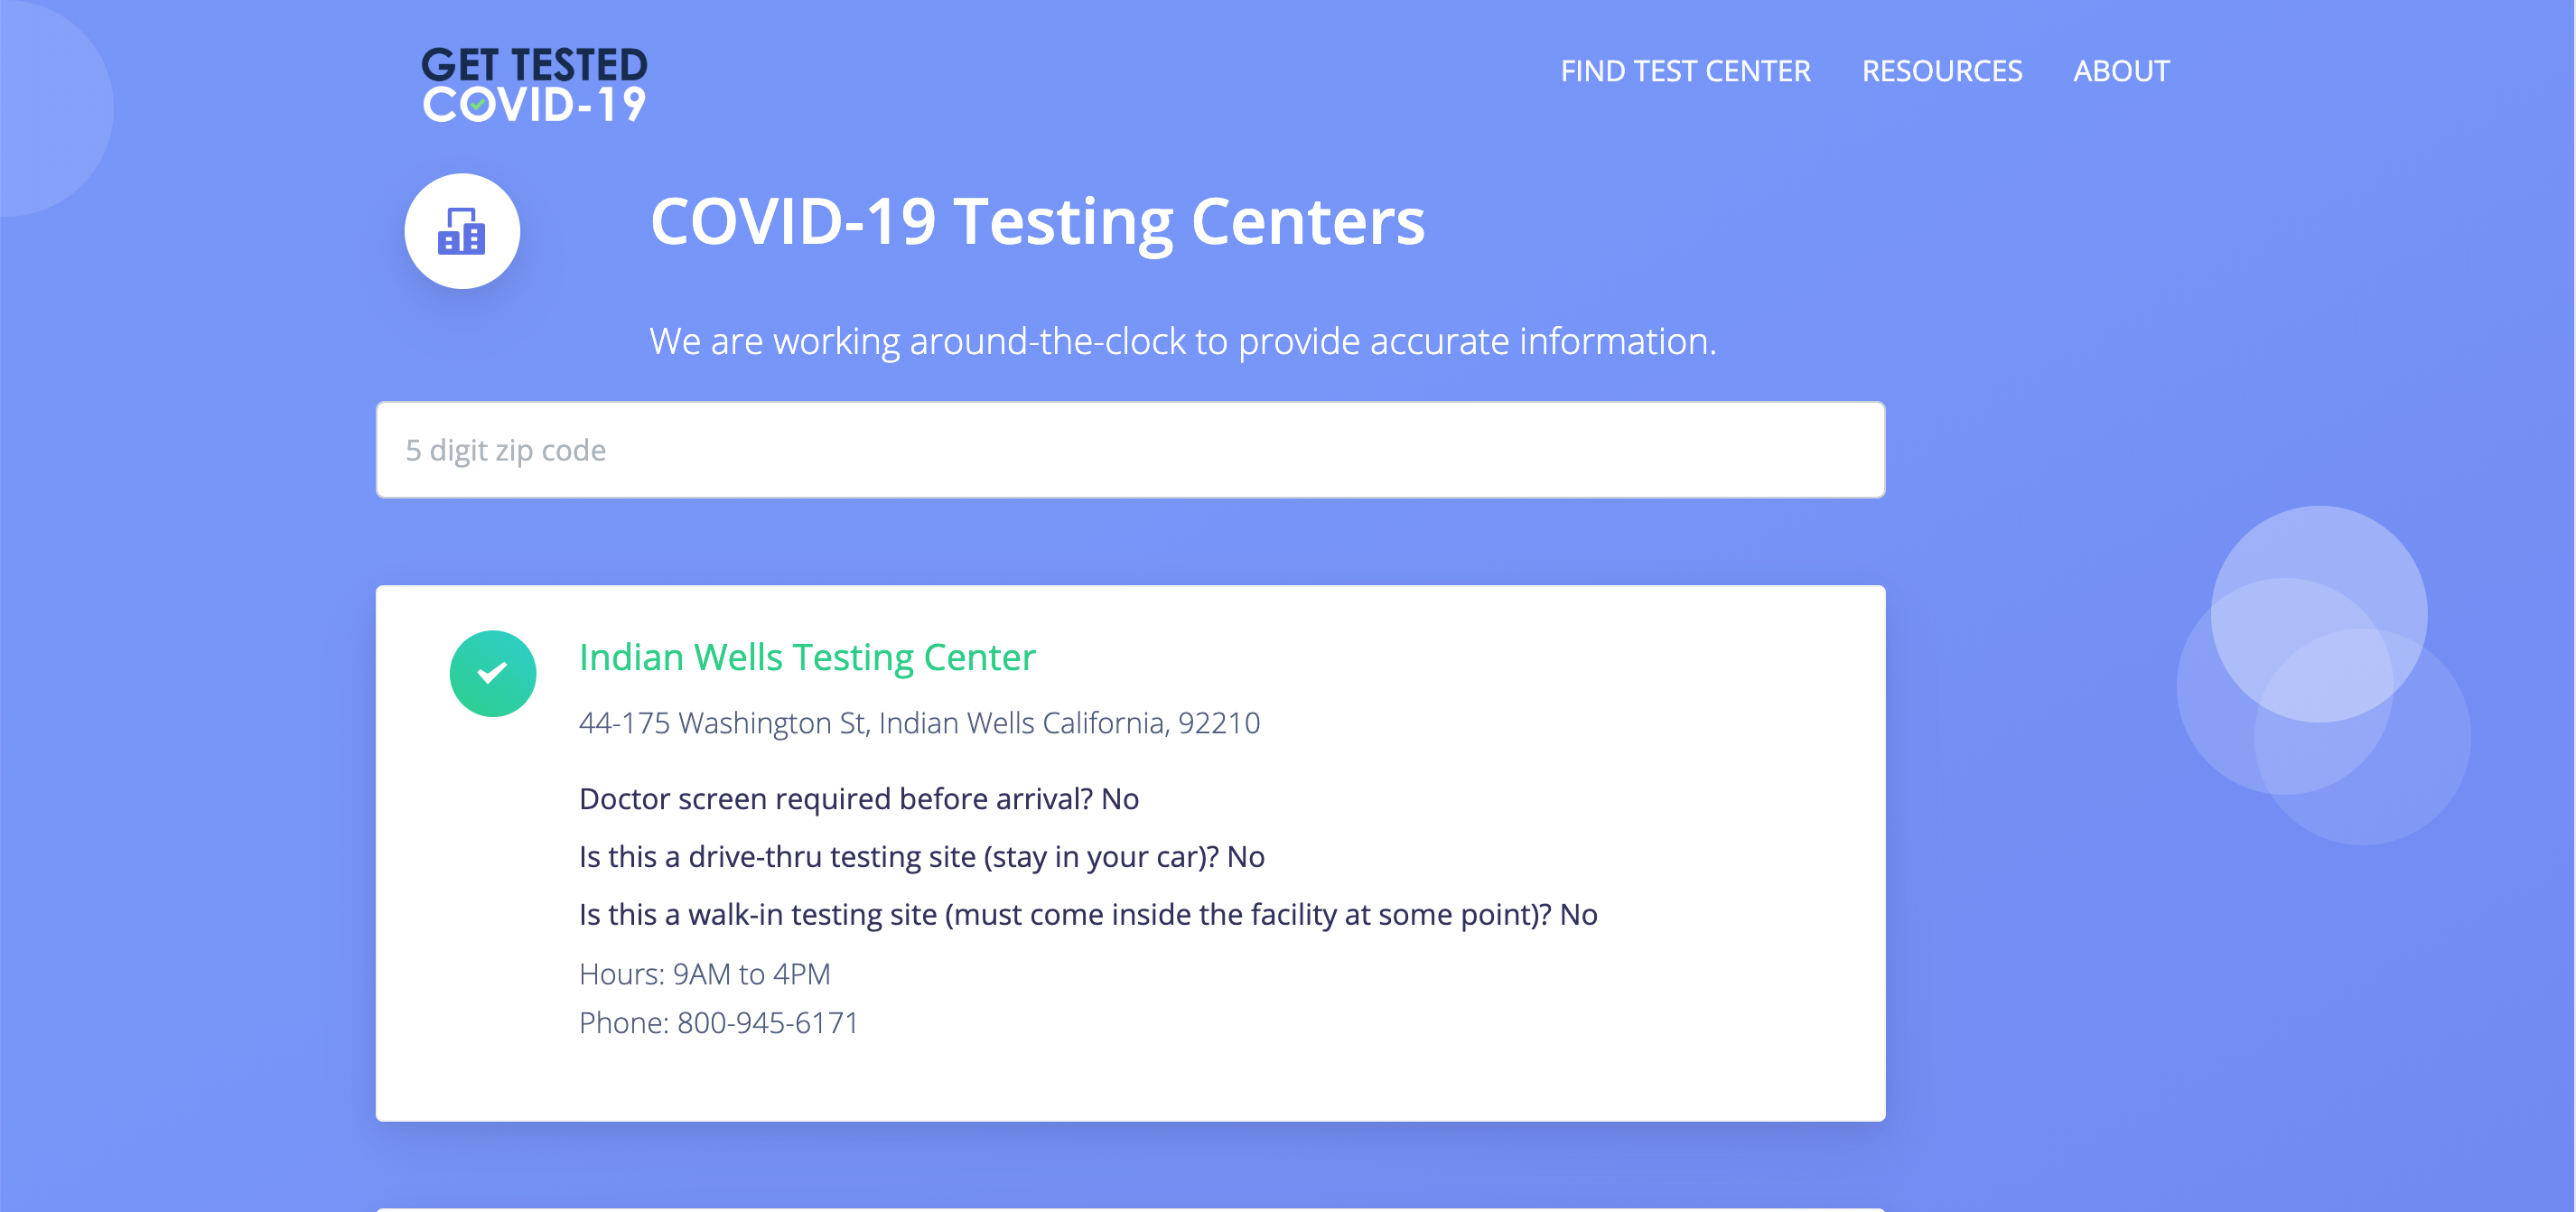 GET TESTED
COVID-19
FIND TEST CENTER RESOURCES ABOUT
COVID-19 Testing Centers
We are working around-the-clock to provide accurate information.
5 digit zip code
Indian Wells Testing Center
44-175 Washington St, Indian Wells California, 92210
Doctor screen required before arrival? No
Is this a drive-thru testing site (stay in your car)? No
Is this a walk-in testing site (must come inside the facility at some point)? No
Hours: 9AM to 4PM
Phone: 800-945-6171